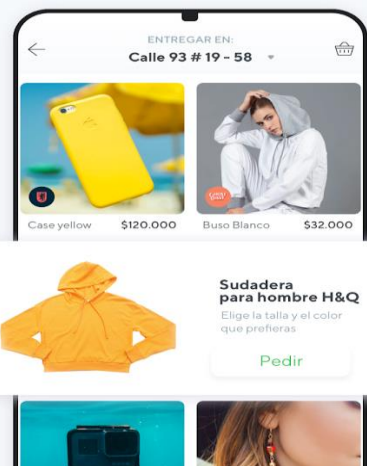 ENTREGAR EN:
Calle 93 # 19 - 58
Case yellow $120.000
Buso Blanco $32.000
Sudadera
para hombre H&Q
Elige la talla y el color
que prefieras
Pedir